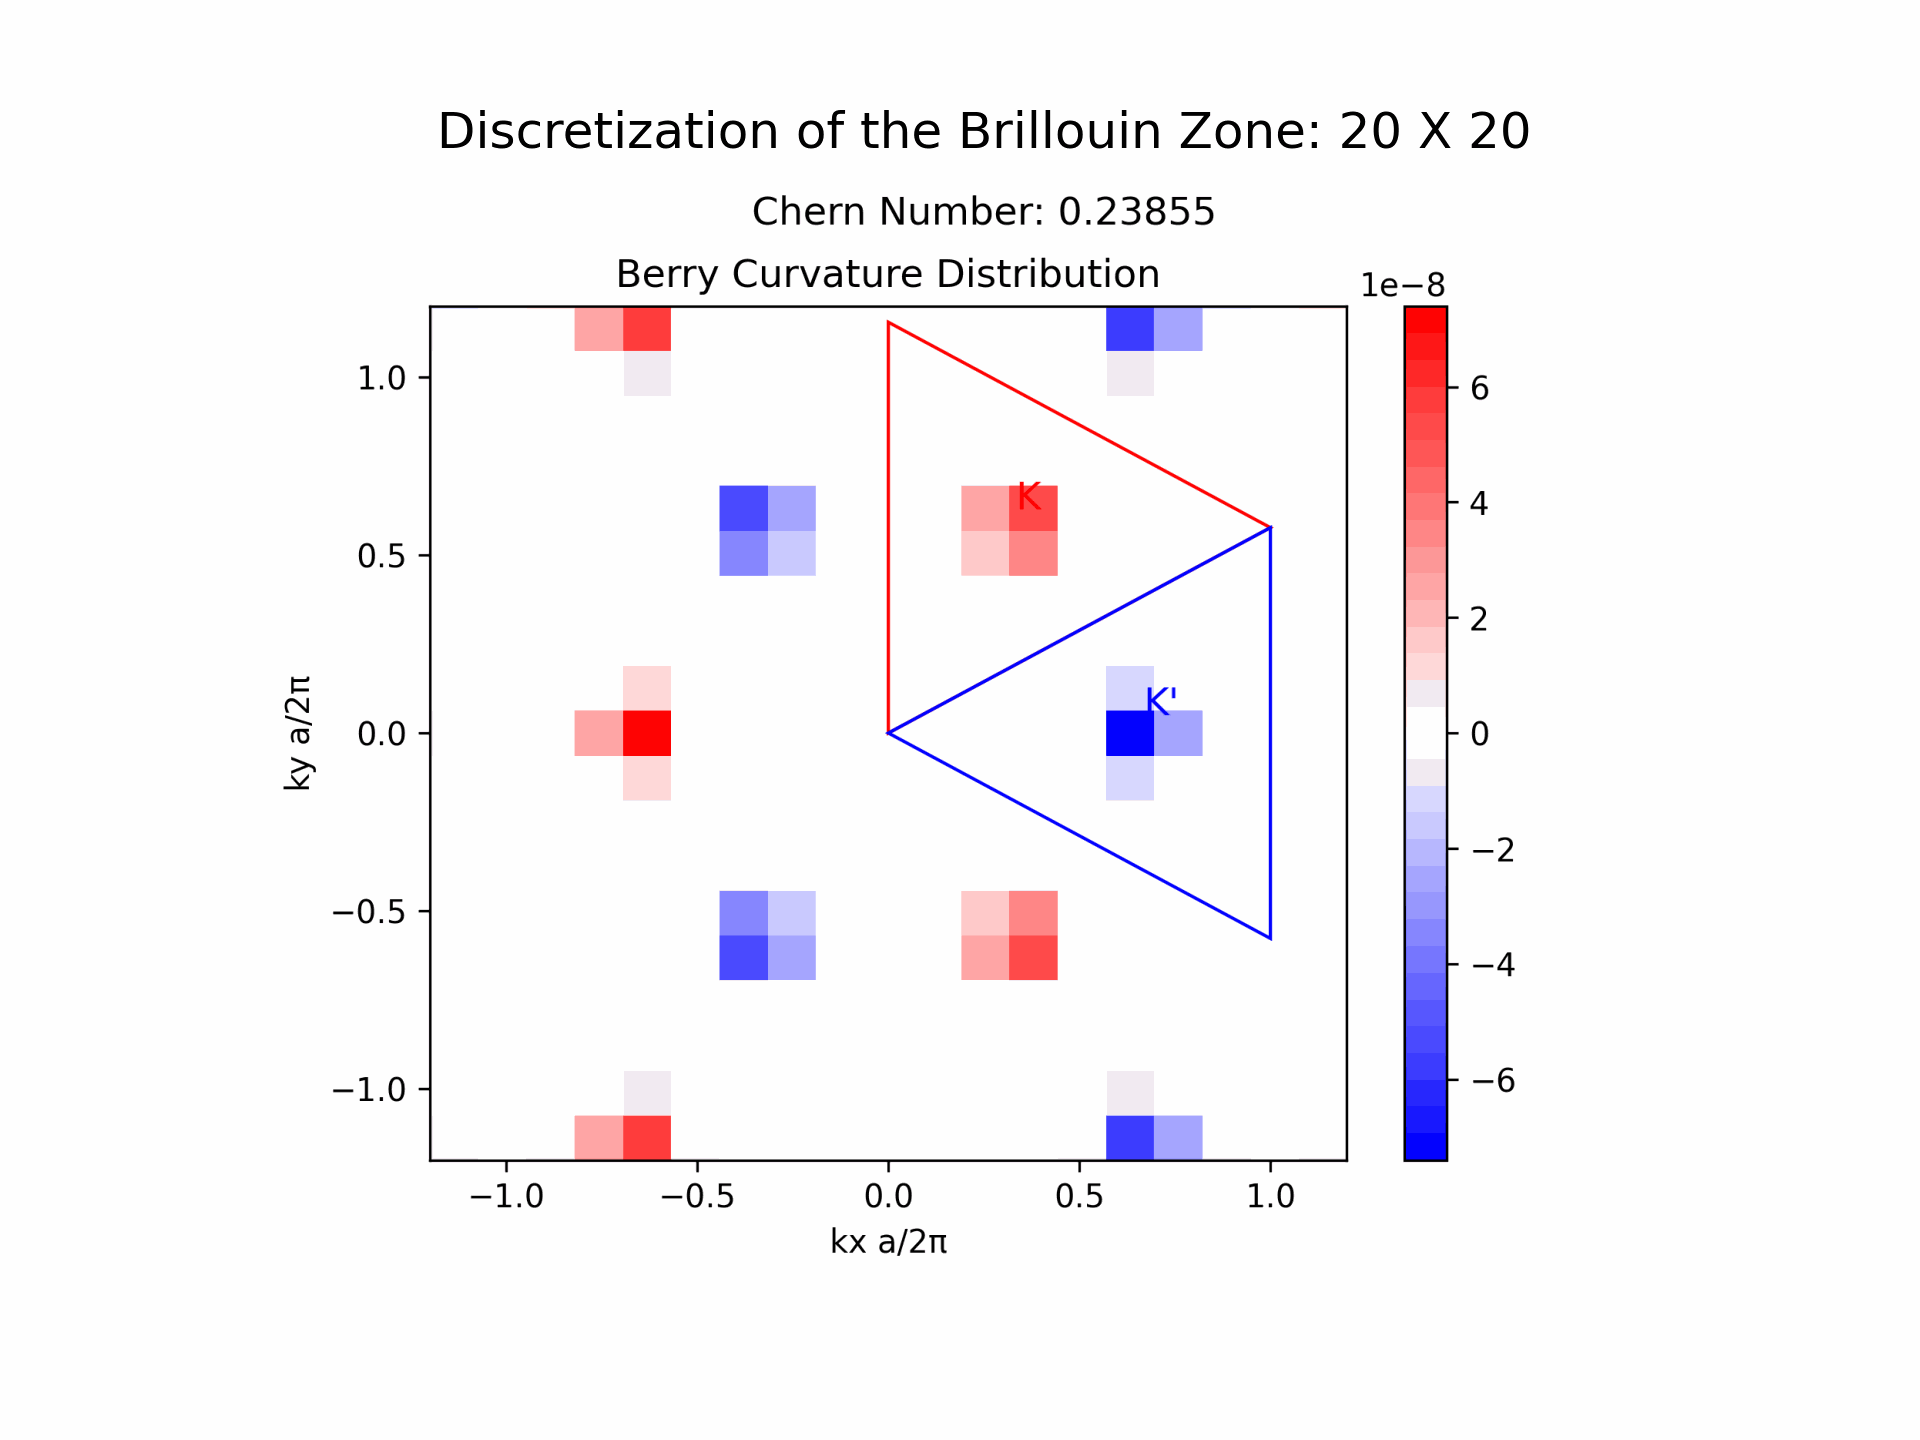 Discretization of the Brillouin Zone: 20 X 20
Chern Number: 0.23855
Berry Curvature Distribution
1e−8
1.0
0.5
0.0
−0.5
−1.0
ky a/2π
K
K'
6
4
2
0
−2
−4
−6
−1.0 −0.5 0.0 0.5 1.0
kx a/2π